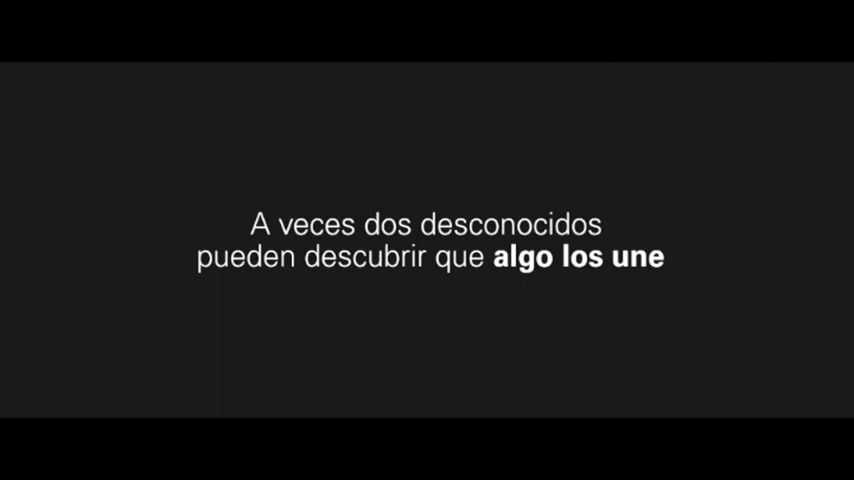 A veces dos desconocidos
pueden descubrir que algo los une